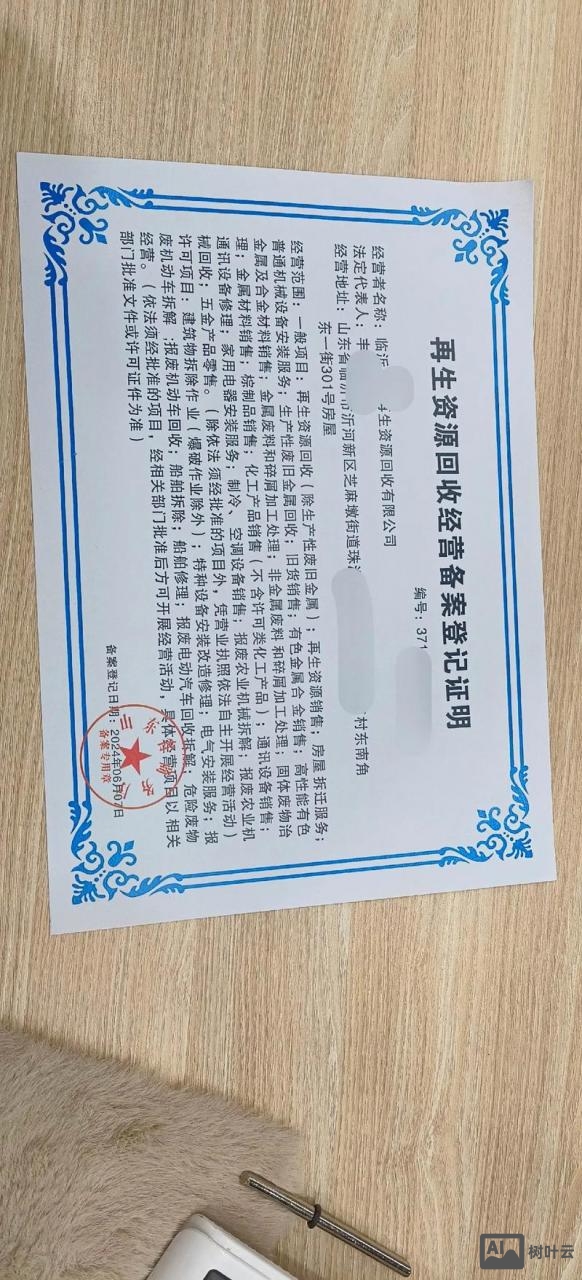 再生资源回收经营备案登记证明
编号：371
经营者名称：临沂 生资源回收有限公司
法定代表人：丰
经营地址：山东省临沂市沂河新区芝麻墩街道珠 村东南角
东一街301号房屋
经营范围：一般项目：再生资源回收（除生产性废旧金属）；再生资源销售；房屋拆迁服务；
普通机械设备安装服务；生产性废旧金属回收；旧货销售；有色金属合金销售；高性能有色
金属及合金材料销售；金属废料和碎屑加工处理；非金属废料和碎屑加工处理；固体废物治
理；金属材料销售；棕制品销售；化工产品销售（不含许可类化工产品）；通讯设备销售；
通讯设备修理；家用电器安装服务；制冷、空调设备销售；报废农业机械拆解；报废农业机
械回收；五金产品零售。（除依法须经批准的项目外，凭营业执照依法自主开展经营活动）
许可项目：建筑物拆除作业（爆破作业除外）；特种设备安装改造修理；电气安装服务；报
废机动车拆解；报废机动车回收；船舶拆除；船舶修理；报废电动汽车回收拆解；危险废物
经营。（依法须经批准的项目，经相关部门批准后方可开展经营活动，具体经营项目以相关
部门批准文件或许可证件为准）
备案登记日期：2024年06月07日
备案专用章
AI 树叶云